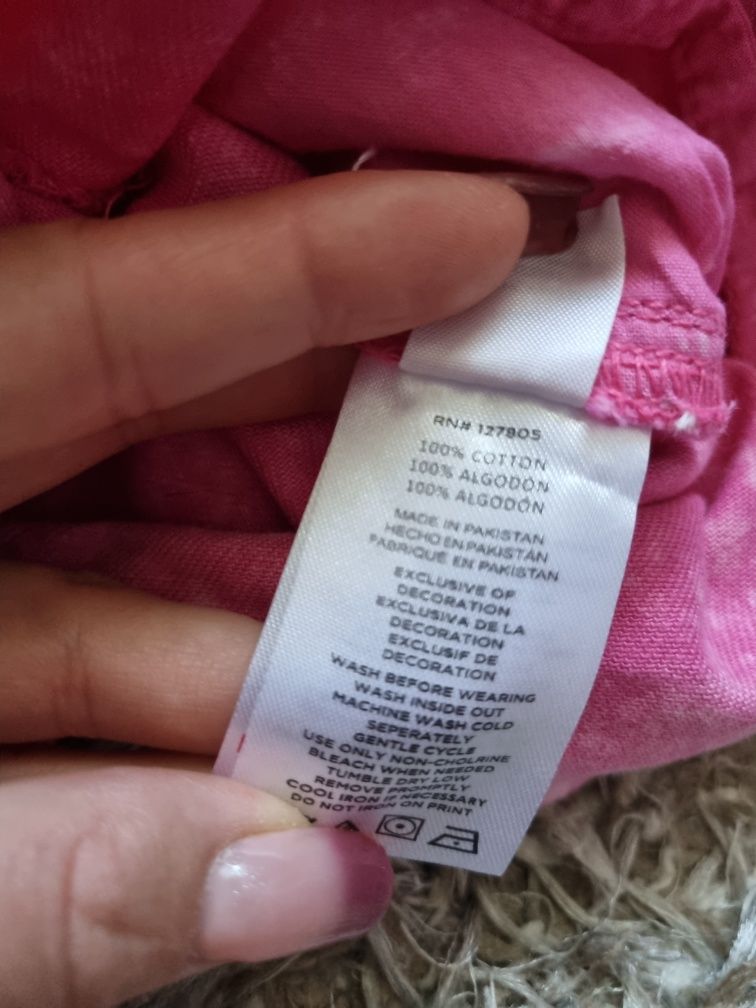 RN# 127805
100% COTTON
100% ALGODÓN
100% ALGODÓN
MADE IN PAKISTAN
HECHO EN PAKISTÁN
FABRIQUÉ EN PAKISTAN
EXCLUSIVE OF
DECORATION
EXCLUSIVA DE LA
DECORATION
EXCLUSIF DE
DECORATION
WASH BEFORE WEARING
WASH INSIDE OUT
MACHINE WASH COLD
SEPERATELY
GENTLE CYCLE
USE ONLY NON-CHOLRINE
BLEACH WHEN NEEDED
TUMBLE DRY LOW
REMOVE PROMPTLY
COOL IRON IF NECESSARY
DO NOT IRON ON PRINT